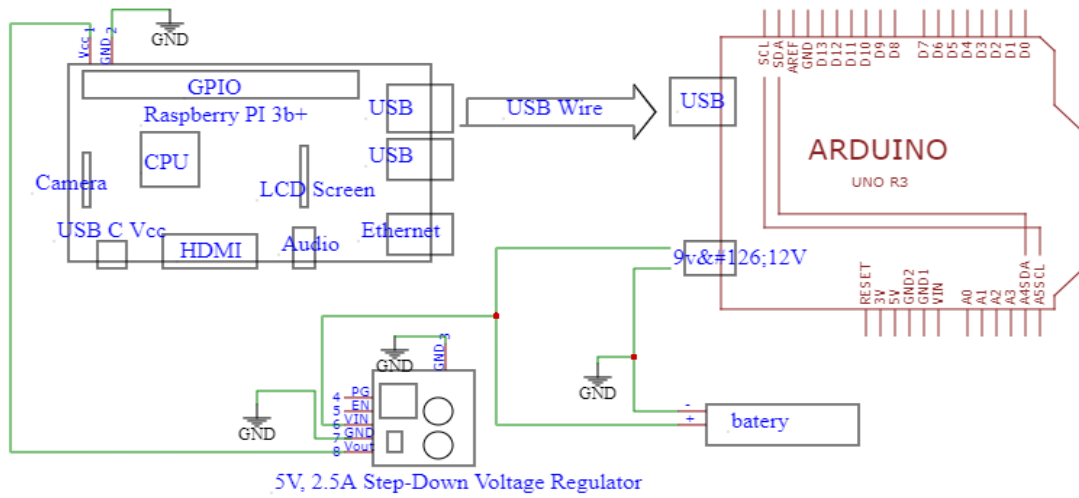 Vcc 1
GND 2
GND
GPIO
Raspberry PI 3b+
CPU
Camera
LCD Screen
USB C Vcc
HDMI
Audio
USB
USB
Ethernet
USB Wire
USB
SCL
SDA
AREF
GND
D13
D12
D11
D10
D9
D8
D7
D6
D5
D4
D3
D2
D1
D0
ARDUINO
UNO R3
9v&#126;12V
RESET
3V
5V
GND2
GND1
VIN
A0
A1
A2
A3
A4SDA
A5SCL
GND
GND 3
GND
GND
4 PG
5 EN
6 VIN
7 GND
8 Vout
-
+
batery
5V, 2.5A Step-Down Voltage Regulator